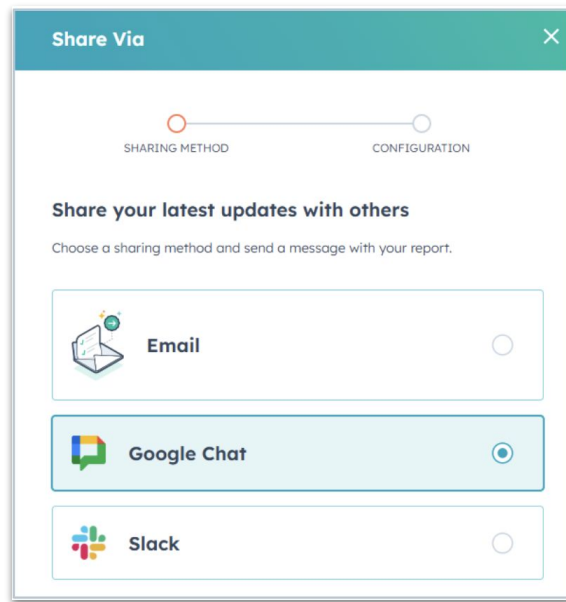 Share Via
SHARING METHOD
CONFIGURATION
Share your latest updates with others
Choose a sharing method and send a message with your report.
Email
Google Chat
Slack